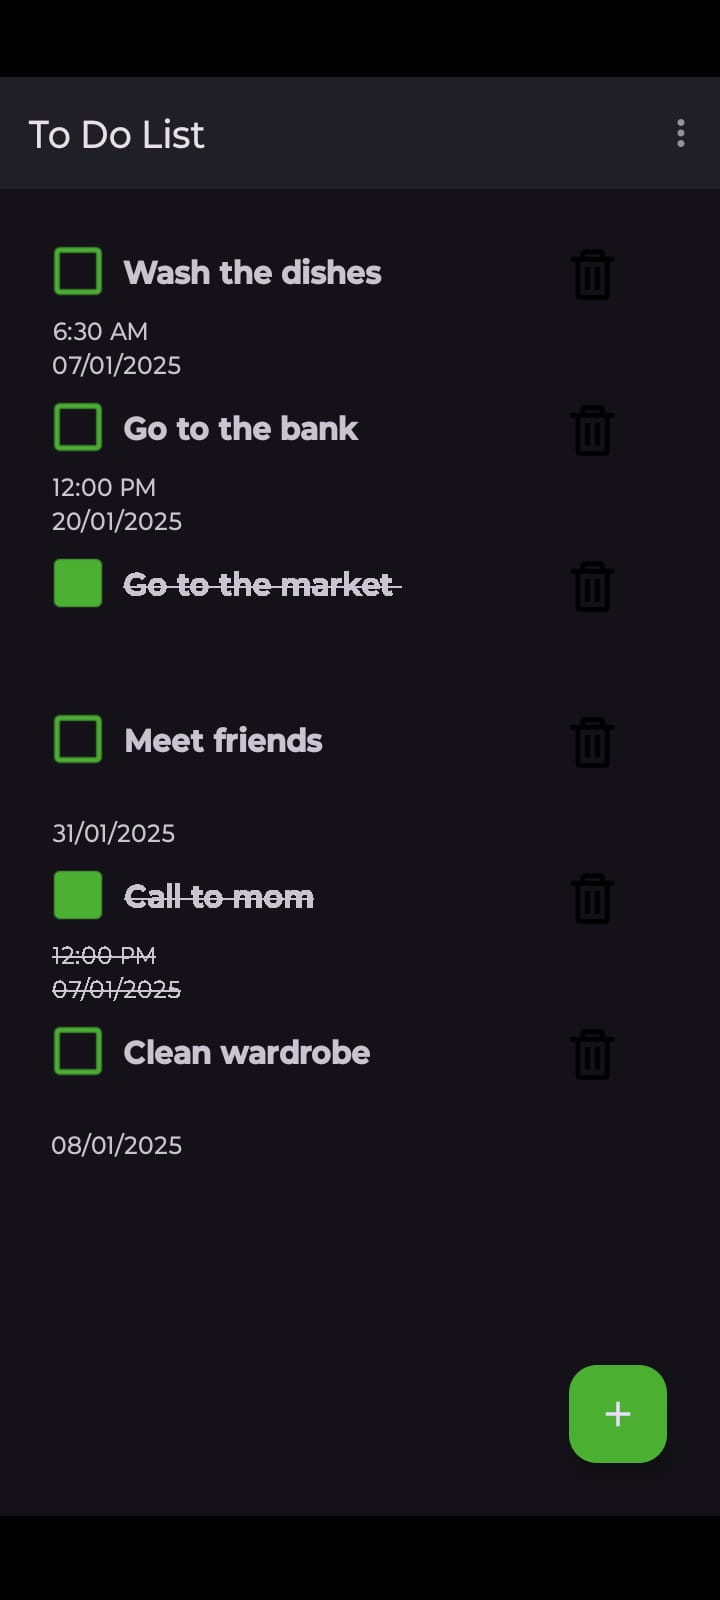 To Do List
Wash the dishes
6:30 AM
07/01/2025
Go to the bank
12:00 PM
20/01/2025
Go to the market
Meet friends
31/01/2025
Call to mom
12:00 PM
07/01/2025
Clean wardrobe
08/01/2025
+